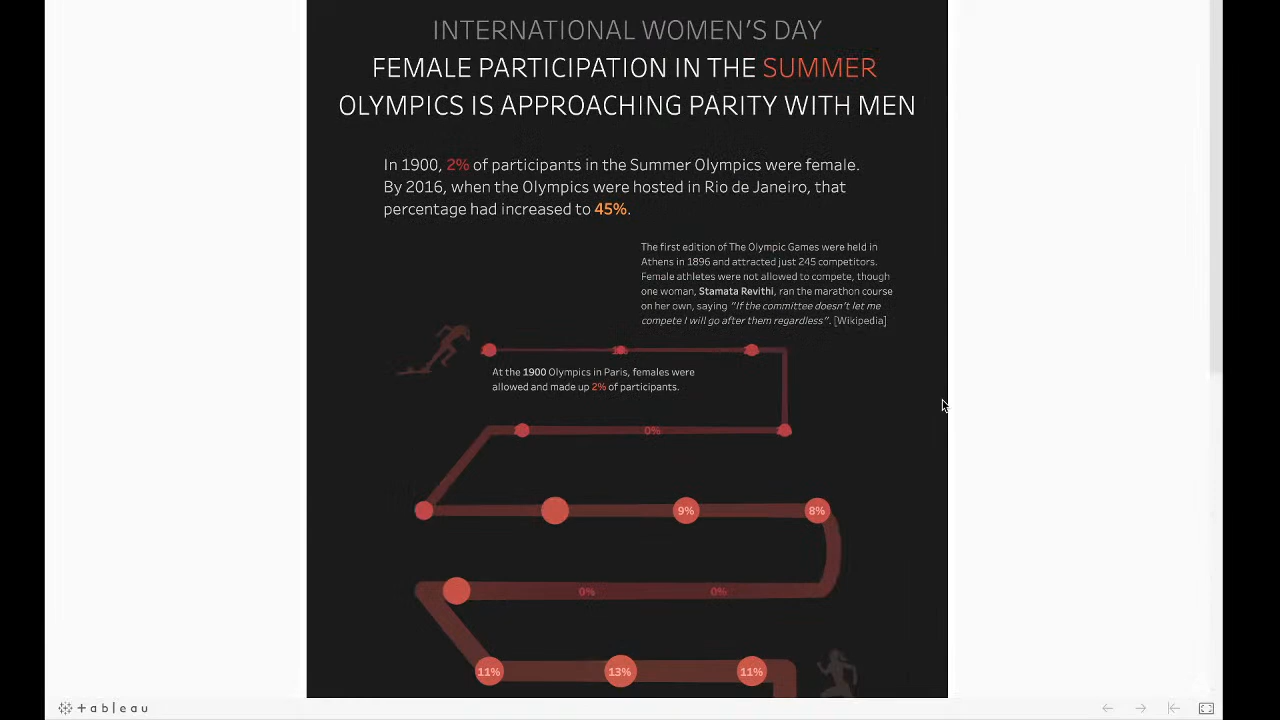 INTERNATIONAL WOMEN'S DAY
FEMALE PARTICIPATION IN THE SUMMER
OLYMPICS IS APPROACHING PARITY WITH MEN
In 1900, 2% of participants in the Summer Olympics were female.
By 2016, when the Olympics were hosted in Rio de Janeiro, that
percentage had increased to 45%.
The first edition of The Olympic Games were held in
Athens in 1896 and attracted just 245 competitors.
Female athletes were not allowed to compete, though
one woman, Stamata Revithi, ran the marathon course
on her own, saying "If the committee doesn't let me
compete I will go after them regardless". [Wikipedia]
At the 1900 Olympics in Paris, females were
allowed and made up 2% of participants.
0%
9% 8%
0% 0%
11% 13% 11%
+ a b l e a u